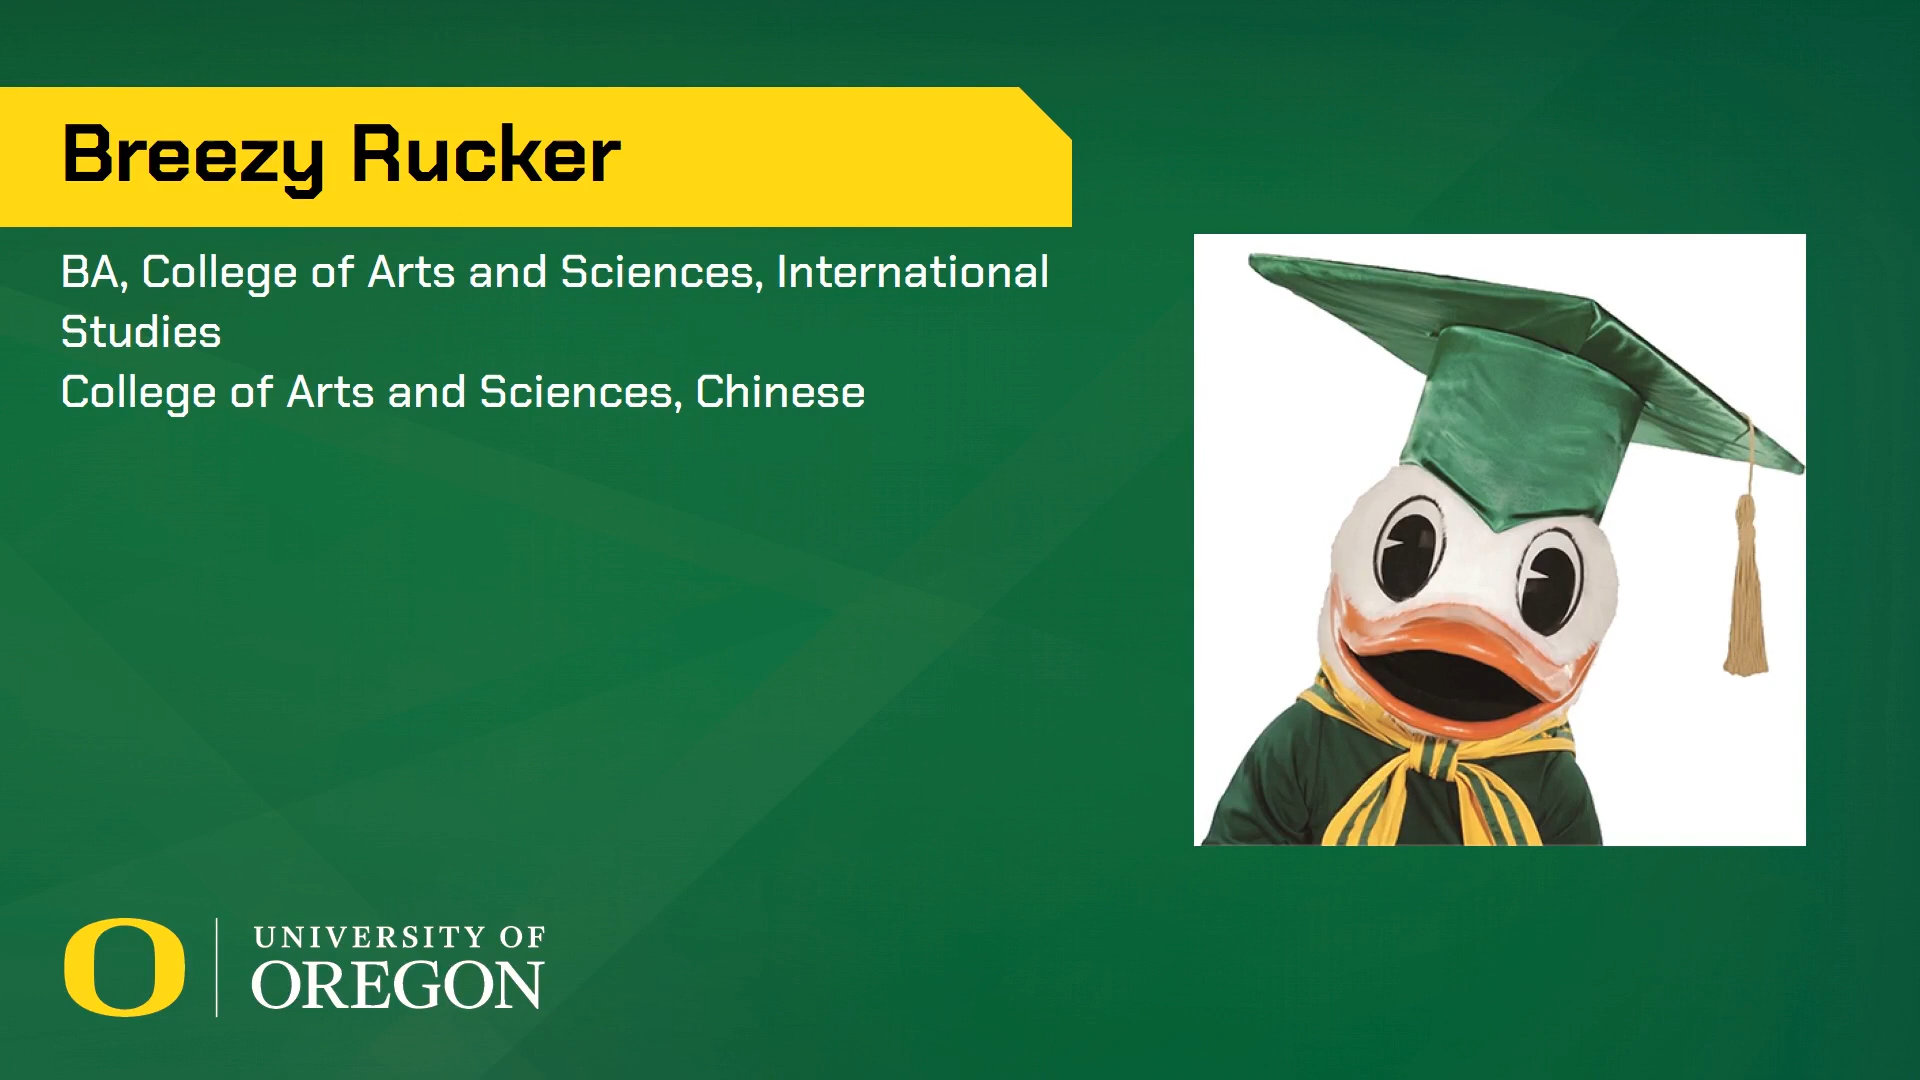 Breezy Rucker
BA, College of Arts and Sciences, International
Studies
College of Arts and Sciences, Chinese
O
UNIVERSITY OF
OREGON